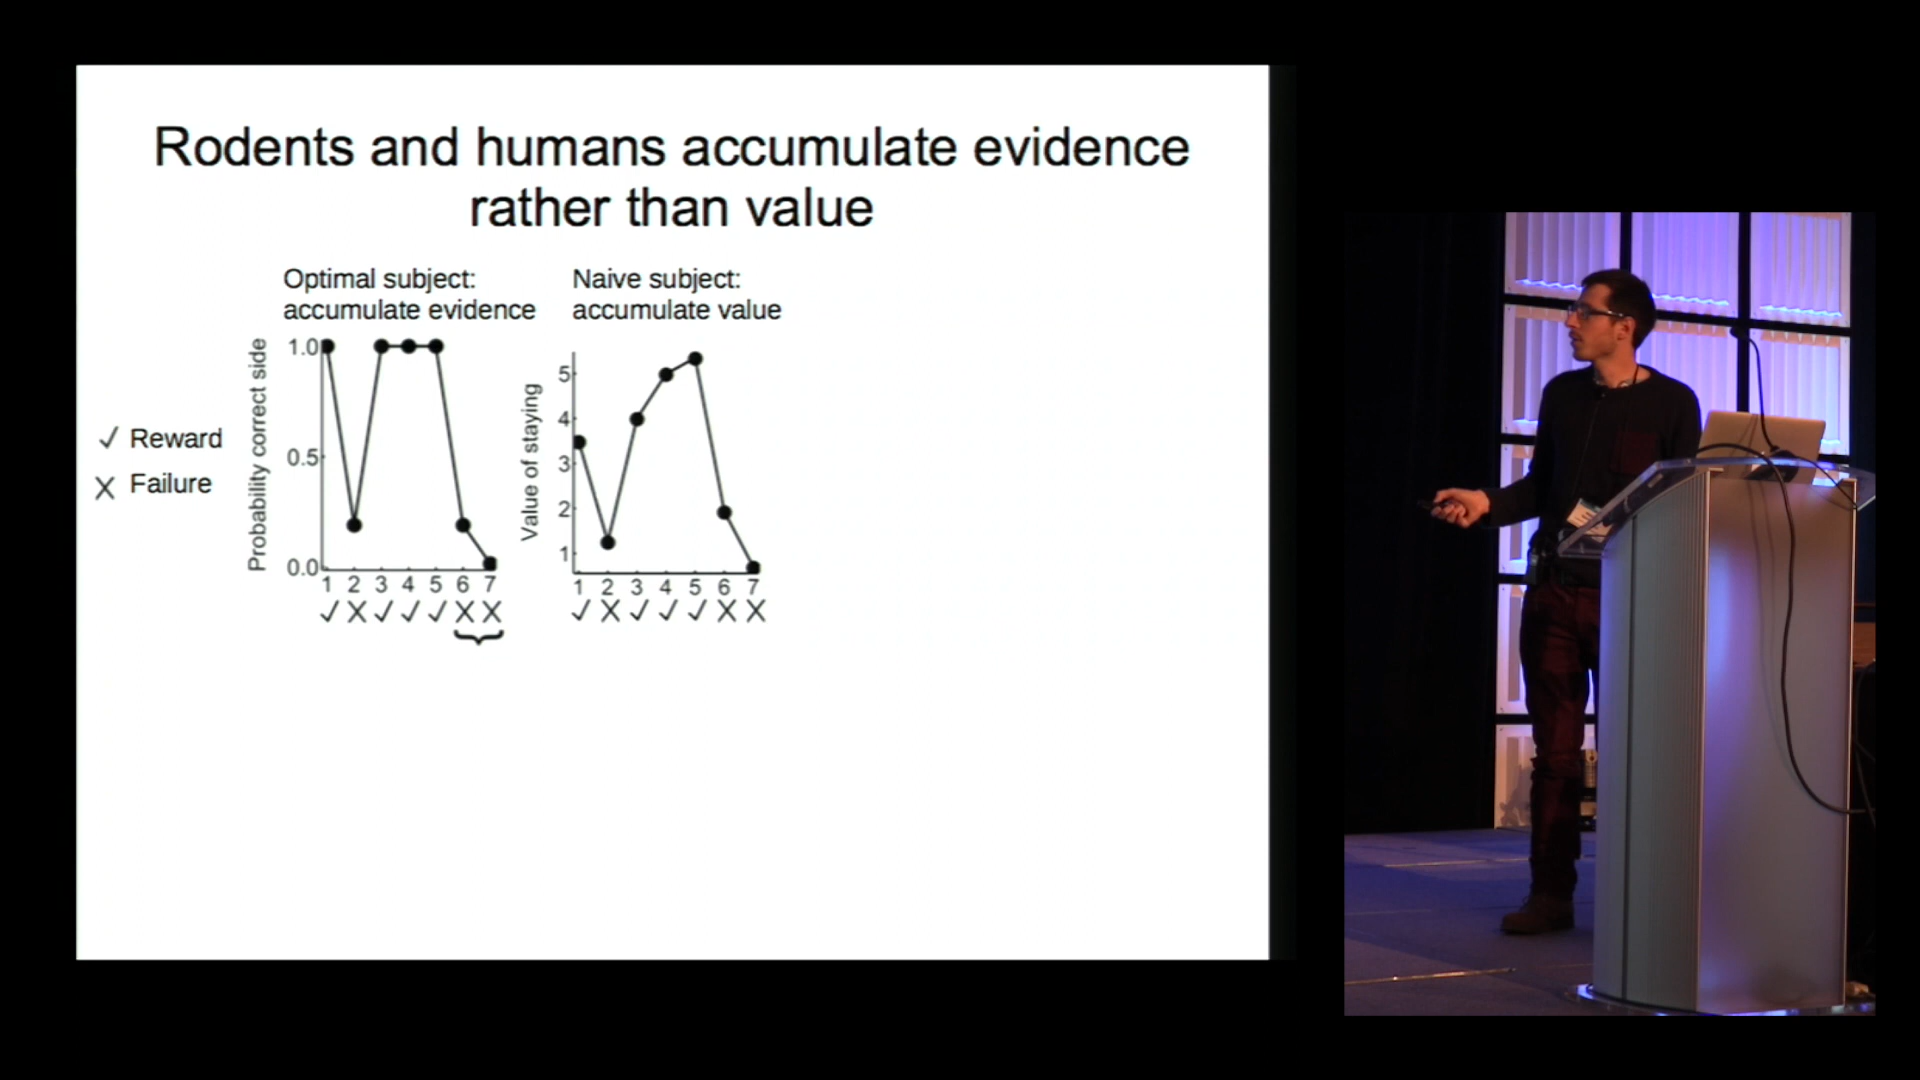 Rodents and humans accumulate evidence
rather than value
Optimal subject:
accumulate evidence
Naive subject:
accumulate value
✓ Reward
X Failure
Probability correct side
1.0
0.5
0.0
1 2 3 4 5 6 7
✓ X ✓ ✓ ✓ X X
Value of staying
5
4
3
2
1
1 2 3 4 5 6 7
✓ X ✓ ✓ ✓ X X